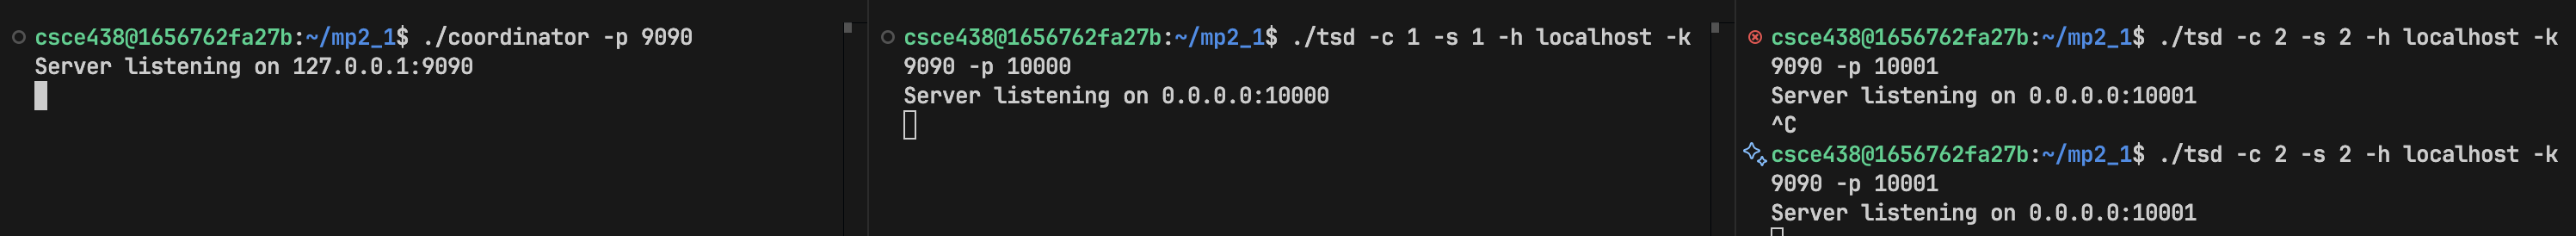 csce438@1656762fa27b:~/mp2_1$ ./coordinator -p 9090
Server listening on 127.0.0.1:9090
csce438@1656762fa27b:~/mp2_1$ ./tsd -c 1 -s 1 -h localhost -k
9090 -p 10000
Server listening on 0.0.0.0:10000
csce438@1656762fa27b:~/mp2_1$ ./tsd -c 2 -s 2 -h localhost -k
9090 -p 10001
Server listening on 0.0.0.0:10001
^C
csce438@1656762fa27b:~/mp2_1$ ./tsd -c 2 -s 2 -h localhost -k
9090 -p 10001
Server listening on 0.0.0.0:10001